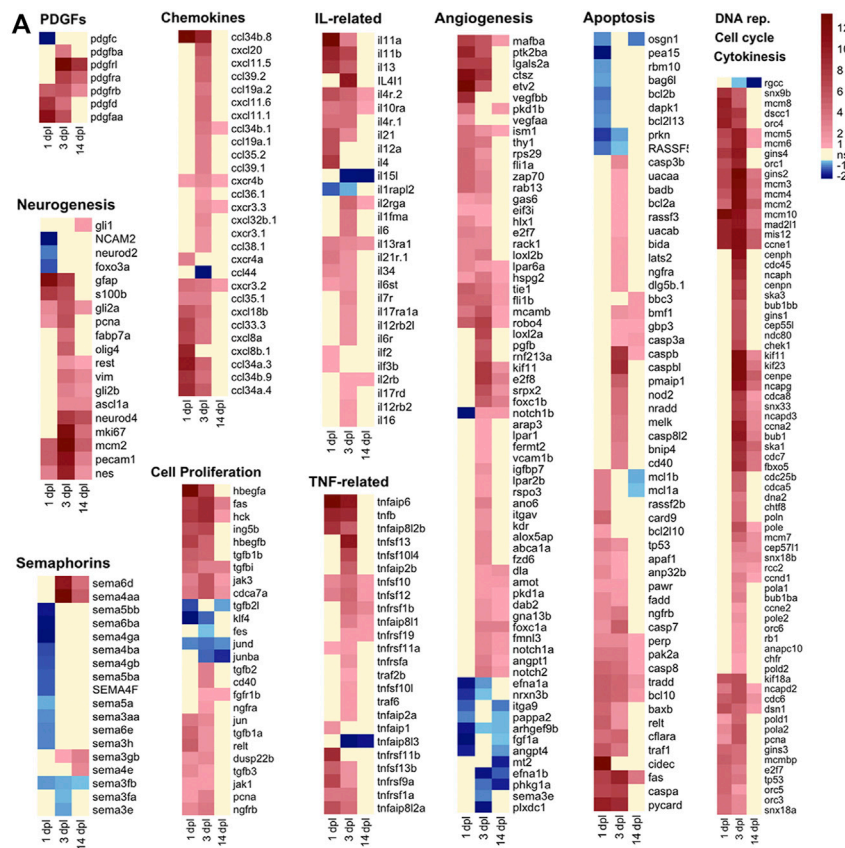 A
PDGFs
pdgfc
pdgfba
pdgfrl
pdgfra
pdgfrb
pdgfd
pdgfaa
1 dpl
3 dpl
14 dpl
Neurogenesis
gli1
NCAM2
neurod2
foxo3a
gfap
s100b
gli2a
pcna
fabp7a
olig4
rest
vim
gli2b
ascl1a
neurod4
mki67
mcm2
pecam1
nes
1 dpl
3 dpl
14 dpl
Semaphorins
sema6d
sema4aa
sema5bb
sema6ba
sema4ga
sema4ba
sema4gb
sema5ba
SEMA4F
sema5a
sema3aa
sema6e
sema3h
sema3gb
sema4e
sema3fb
sema3fa
sema3e
1 dpl
3 dpl
14 dpl
Chemokines
ccl34b.8
cxcl20
cxcl11.5
ccl39.2
ccl19a.2
cxcl11.6
cxcl11.1
ccl34b.1
ccl19a.1
ccl35.2
ccl39.1
cxcr4b
ccl36.1
cxcr3.3
cxcl32b.1
cxcr3.1
ccl38.1
cxcr4a
ccl44
cxcr3.2
ccl35.1
cxcl18b
ccl33.3
cxcl8a
cxcl8b.1
ccl34a.3
ccl34b.9
ccl34a.4
1 dpl
3 dpl
14 dpl
Cell Proliferation
hbegfa
fas
hck
ing5b
hbegfb
tgfb1b
tgfbi
jak3
cdca7a
tgfb2l
klf4
fes
jund
junba
tgfb2
cd40
fgfr1b
ngfra
jun
tgfb1a
relt
dusp22b
tgfb3
jak1
pcna
ngfrb
1 dpl
3 dpl
14 dpl
IL-related
il11a
il11b
il13
IL4I1
il4r.2
il10ra
il4r.1
il21
il12a
il4
il15l
il1rapl2
il2rga
il1fma
il6
il13ra1
il21r.1
il34
il6st
il7r
il17ra1a
il12rb2l
il6r
ilf2
ilf3b
il2rb
il17rd
il12rb2
il16
1 dpl
3 dpl
14 dpl
TNF-related
tnfaip6
tnfb
tnfaip8l2b
tnfsf13
tnfsf10l4
tnfaip2b
tnfsf10
tnfsf12
tnfrsf1b
tnfaip8l1
tnfrsf19
tnfrsf11a
tnfrsfa
traf2b
tnfsf10l
traf6
tnfaip2a
tnfaip1
tnfaip8l3
tnfrsf11b
tnfsf13b
tnfrsf9a
tnfrsf1a
tnfaip8l2a
1 dpl
3 dpl
14 dpl
Angiogenesis
mafba
ptk2ba
lgals2a
ctsz
etv2
vegfbb
pkd1b
vegfaa
ism1
thy1
rps29
fli1a
zap70
rab13
gas6
eif3i
hlx1
e2f7
rack1
loxl2b
lpar6a
hspg2
tie1
fli1b
mcamb
robo4
loxl2a
pgfb
rnf213a
kif11
e2f8
srpx2
foxc1b
notch1b
arap3
lpar1
fermt2
vcam1b
igfbp7
lpar2b
rspo3
ano6
itgav
kdr
alox5ap
abca1a
fzd6
dla
amot
pkd1a
dab2
gna13b
foxc1a
fmnl3
notch1a
angpt1
notch2
efna1a
nrxn3b
itga9
pappa2
arhgef9b
fgf1a
angpt4
mt2
efna1b
phkg1a
sema3e
plxdc1
1 dpl
3 dpl
14 dpl
Apoptosis
osgn1
pea15
rbm10
bag6l
bcl2b
dapk1
bcl2l13
prkn
RASSF5
casp3b
uacaa
badb
bcl2a
rassf3
uacab
bida
lats2
ngfra
dlg5b.1
bbc3
bmf1
gbp3
casp3a
caspb
caspbl
pmaip1
nod2
nradd
melk
casp8l2
bnip4
cd40
mcl1b
mcl1a
rassf2b
card9
bcl2l10
tp53
apaf1
anp32b
pawr
fadd
ngfrb
casp7
perp
pak2a
casp8
tradd
bcl10
baxb
relt
cflara
traf1
cidec
fas
caspa
pycard
1 dpl
3 dpl
14 dpl
DNA rep.
Cell cycle
Cytokinesis
rgcc
snx9b
mcm8
dscc1
orc4
mcm5
mcm6
gins4
orc1
gins2
mcm3
mcm4
mcm2
mcm10
mad2l1
mis12
ccne1
cenph
cdc45
ncaph
cenpn
ska3
bub1bb
gins1
cep55l
ndc80
chek1
kif11
kif23
cenpe
ncapg
cdca8
snx33
ncapd3
ccna2
bub1
ska1
cdc7
fbxo5
cdc25b
cdca5
dna2
chtf8
poln
pole
mcm7
cep57l1
snx18b
rcc2
ccnd1
pola1
bub1ba
ccne2
pole2
orc6
rb1
anapc10
chfr
pold2
kif18a
ncapd2
cdc6
dsn1
pold1
pola2
pcna
gins3
mcmbp
e2f7
tp53
orc5
orc3
snx18a
1 dpl
3 dpl
14 dpl
12
10
8
6
4
2
1
ns
-1
-2